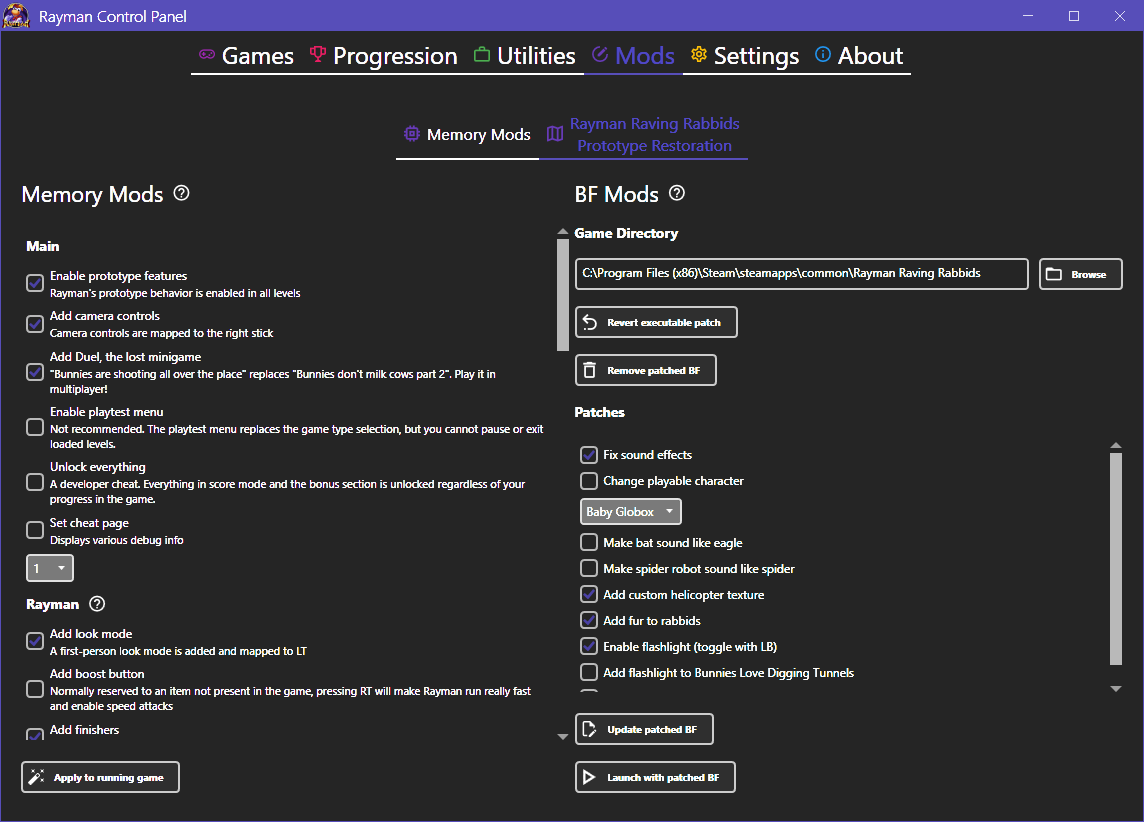 Rayman Control Panel
Games Progression Utilities Mods Settings About
Memory Mods
Rayman Raving Rabbids
Prototype Restoration
Memory Mods
Main
Enable prototype features
Rayman's prototype behavior is enabled in all levels
Add camera controls
Camera controls are mapped to the right stick
Add Duel, the lost minigame
"Bunnies are shooting all over the place" replaces "Bunnies don't milk cows part 2". Play it in
multiplayer!
Enable playtest menu
Not recommended. The playtest menu replaces the game type selection, but you cannot pause or exit
loaded levels.
Unlock everything
A developer cheat. Everything in score mode and the bonus section is unlocked regardless of your
progress in the game.
Set cheat page
Displays various debug info
1
Rayman
Add look mode
A first-person look mode is added and mapped to LT
Add boost button
Normally reserved to an item not present in the game, pressing RT will make Rayman run really fast
and enable speed attacks
Add finishers
Apply to running game
BF Mods
Game Directory
C:\Program Files (x86)\Steam\steamapps\common\Rayman Raving Rabbids
Browse
Revert executable patch
Remove patched BF
Patches
Fix sound effects
Change playable character
Baby Globox
Make bat sound like eagle
Make spider robot sound like spider
Add custom helicopter texture
Add fur to rabbids
Enable flashlight (toggle with LB)
Add flashlight to Bunnies Love Digging Tunnels
Update patched BF
Launch with patched BF